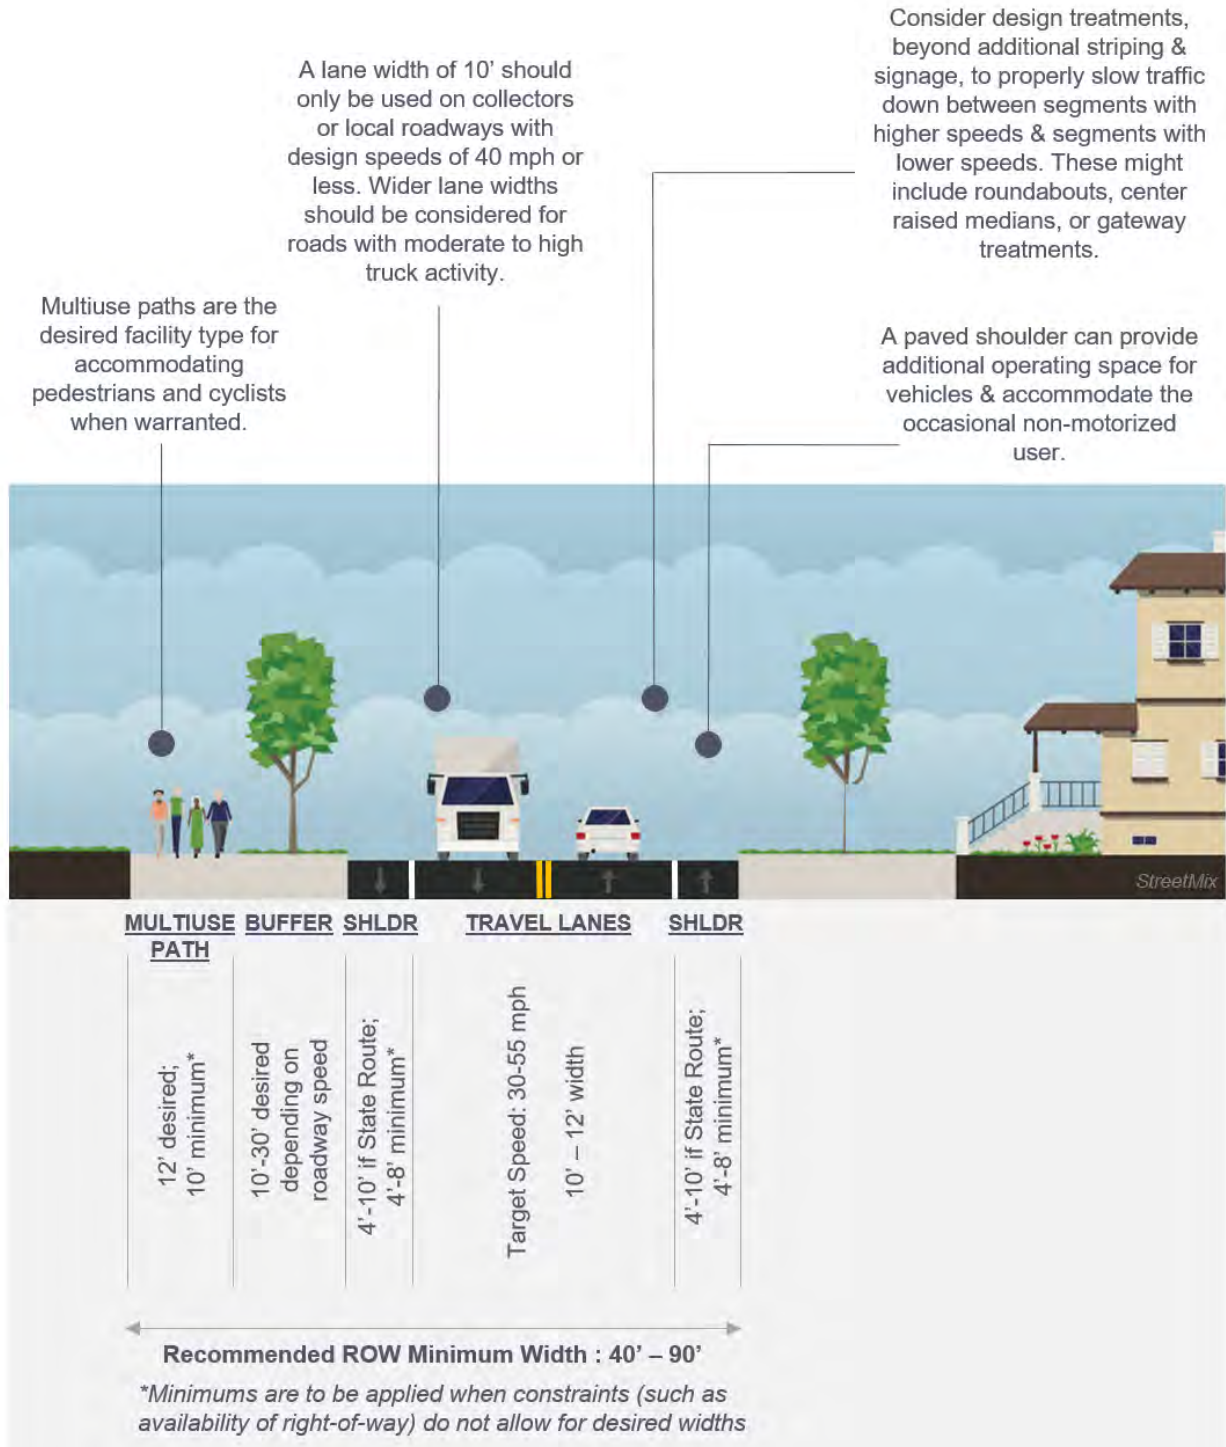 Consider design treatments,
beyond additional striping &
signage, to properly slow traffic
down between segments with
higher speeds & segments with
lower speeds. These might
include roundabouts, center
raised medians, or gateway
treatments.
A lane width of 10’ should
only be used on collectors
or local roadways with
design speeds of 40 mph or
less. Wider lane widths
should be considered for
roads with moderate to high
truck activity.
Multiuse paths are the
desired facility type for
accommodating
pedestrians and cyclists
when warranted.
A paved shoulder can provide
additional operating space for
vehicles & accommodate the
occasional non-motorized
user.
StreetMix
MULTIUSE
PATH
BUFFER
SHLDR
TRAVEL LANES
SHLDR
12’ desired;
10’ minimum*
10’-30’ desired
depending on
roadway speed
4’-10’ if State Route;
4’-8’ minimum*
Target Speed: 30-55 mph
10’ – 12’ width
4’-10’ if State Route;
4’-8’ minimum*
Recommended ROW Minimum Width : 40’ – 90’
*Minimums are to be applied when constraints (such as
availability of right-of-way) do not allow for desired widths